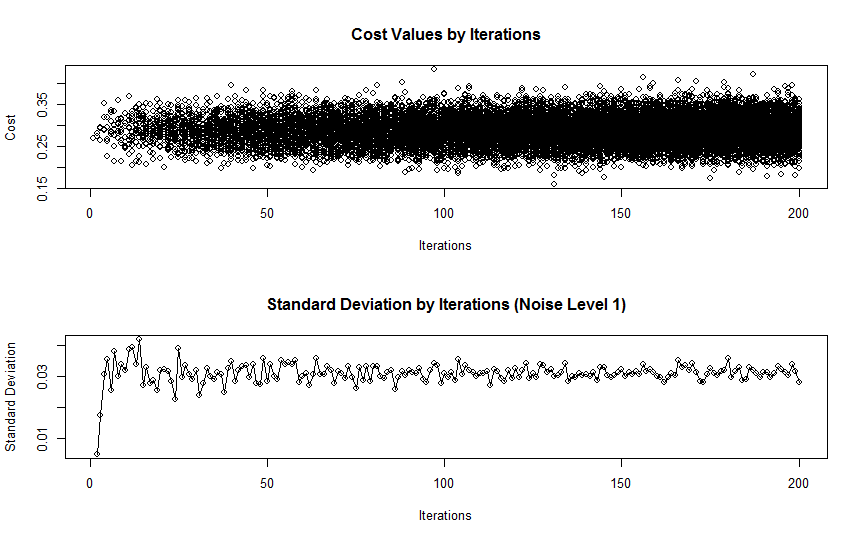 Cost Values by Iterations
Cost
0.35
0.25
0.15
0 50 100 150 200
Iterations
Standard Deviation by Iterations (Noise Level 1)
Standard Deviation
0.03
0.01
0 50 100 150 200
Iterations